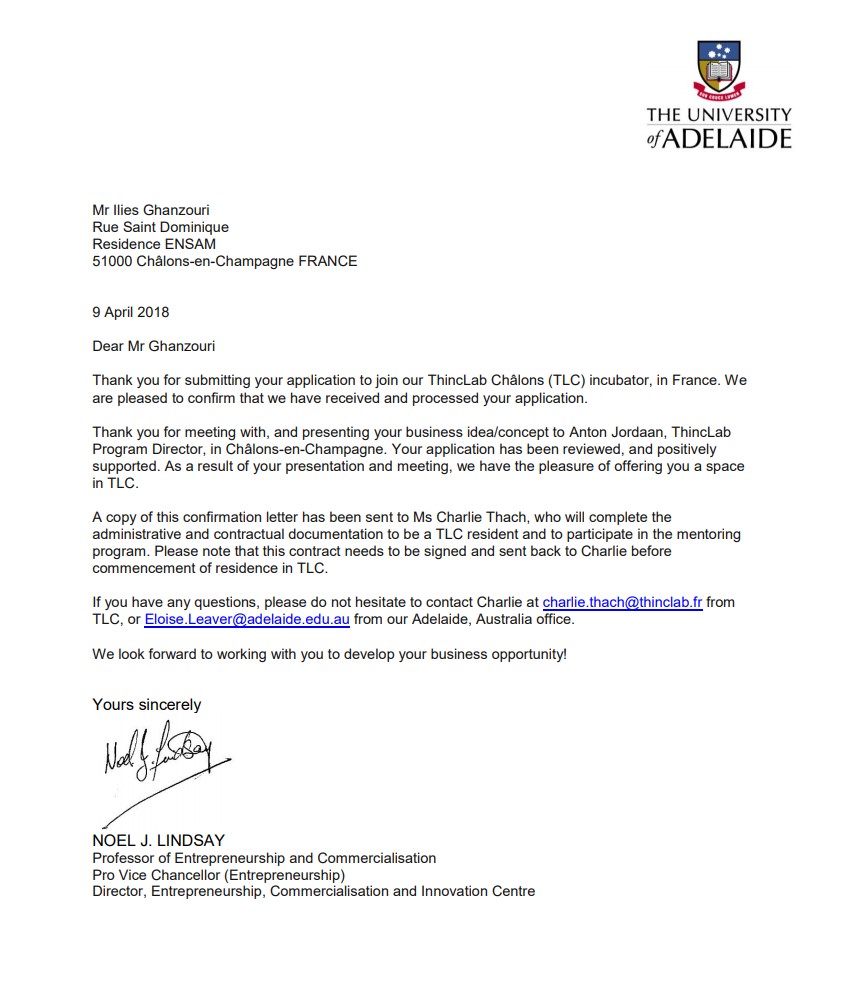 SUB CRUCE LUMEN
THE UNIVERSITY
of ADELAIDE
Mr Ilies Ghanzouri
Rue Saint Dominique
Residence ENSAM
51000 Châlons-en-Champagne FRANCE
9 April 2018
Dear Mr Ghanzouri
Thank you for submitting your application to join our ThincLab Châlons (TLC) incubator, in France. We
are pleased to confirm that we have received and processed your application.
Thank you for meeting with, and presenting your business idea/concept to Anton Jordaan, ThincLab
Program Director, in Châlons-en-Champagne. Your application has been reviewed, and positively
supported. As a result of your presentation and meeting, we have the pleasure of offering you a space
in TLC.
A copy of this confirmation letter has been sent to Ms Charlie Thach, who will complete the
administrative and contractual documentation to be a TLC resident and to participate in the mentoring
program. Please note that this contract needs to be signed and sent back to Charlie before
commencement of residence in TLC.
If you have any questions, please do not hesitate to contact Charlie at charlie.thach@thinclab.fr from
TLC, or Eloise.Leaver@adelaide.edu.au from our Adelaide, Australia office.
We look forward to working with you to develop your business opportunity!
Yours sincerely
Noel J. Lindsay
NOEL J. LINDSAY
Professor of Entrepreneurship and Commercialisation
Pro Vice Chancellor (Entrepreneurship)
Director, Entrepreneurship, Commercialisation and Innovation Centre